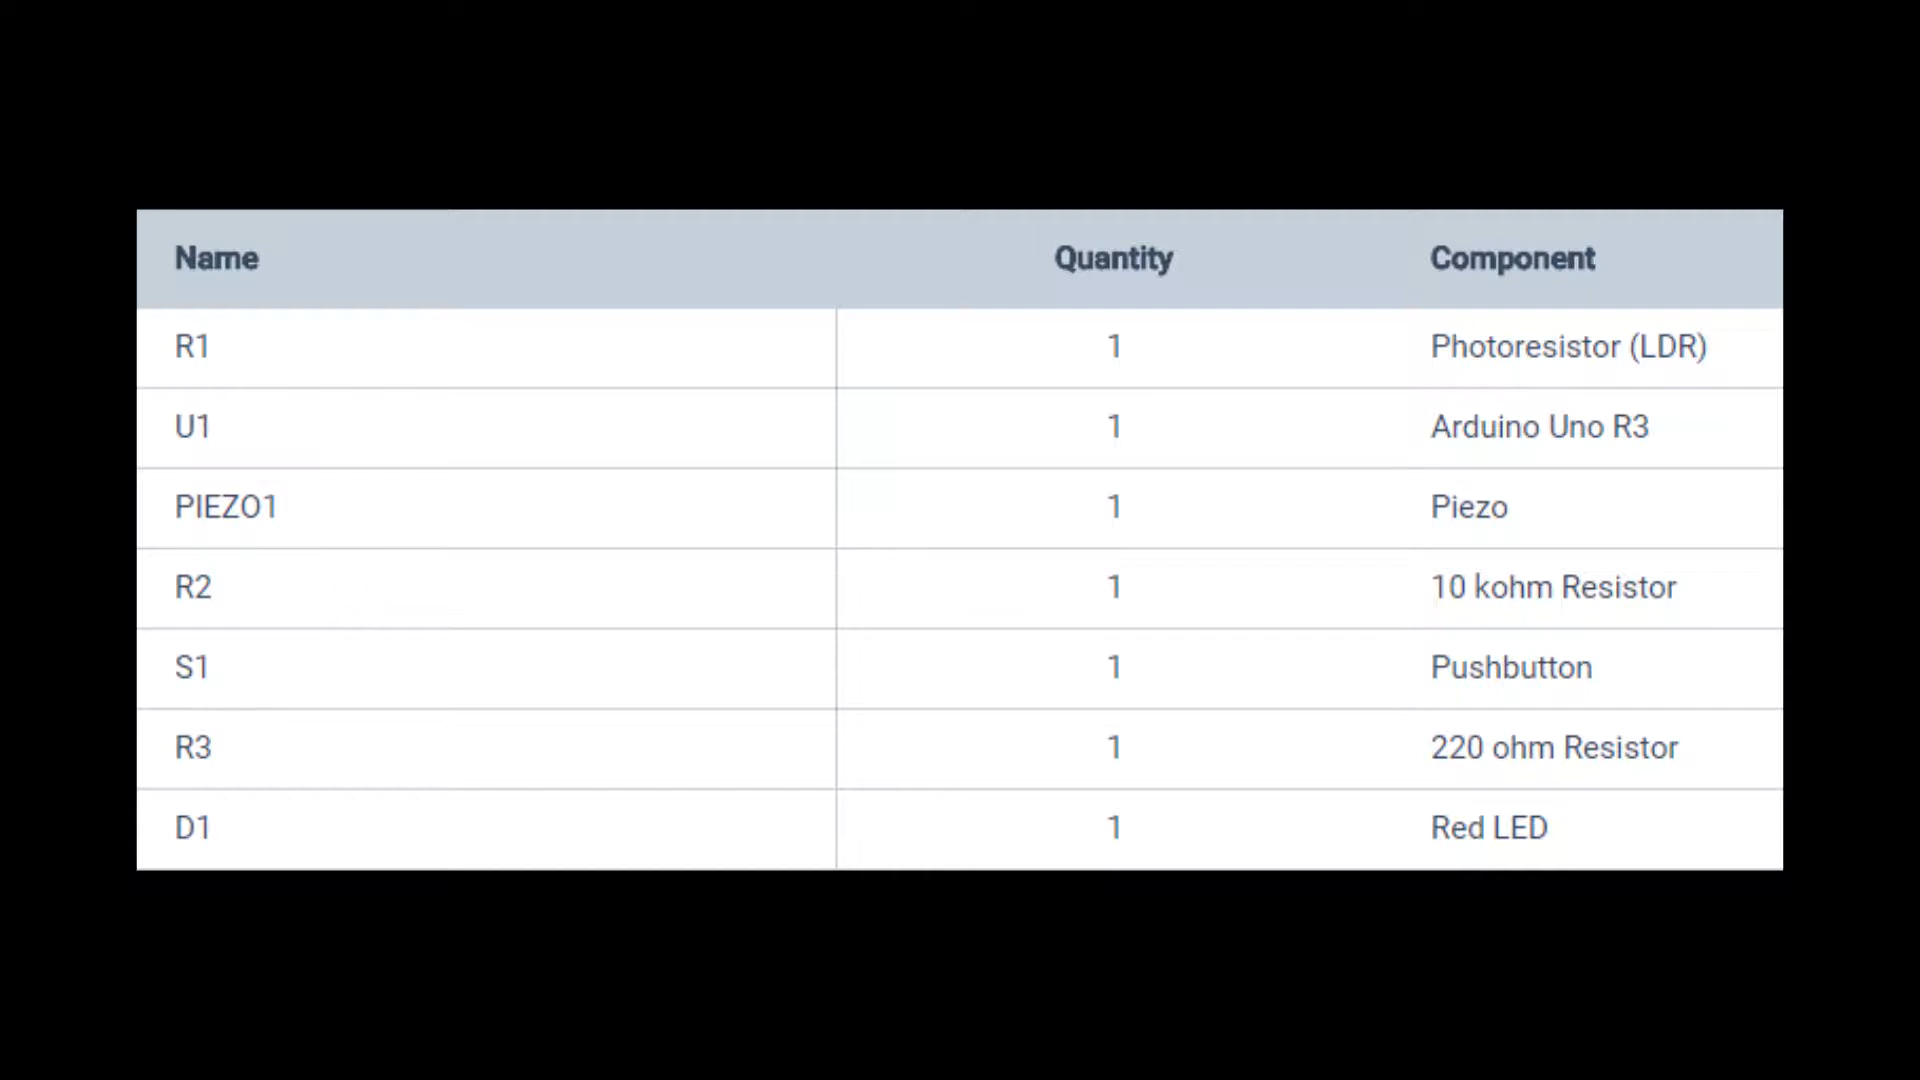 Name Quantity Component
R1 1 Photoresistor (LDR)
U1 1 Arduino Uno R3
PIEZO1 1 Piezo
R2 1 10 kohm Resistor
S1 1 Pushbutton
R3 1 220 ohm Resistor
D1 1 Red LED